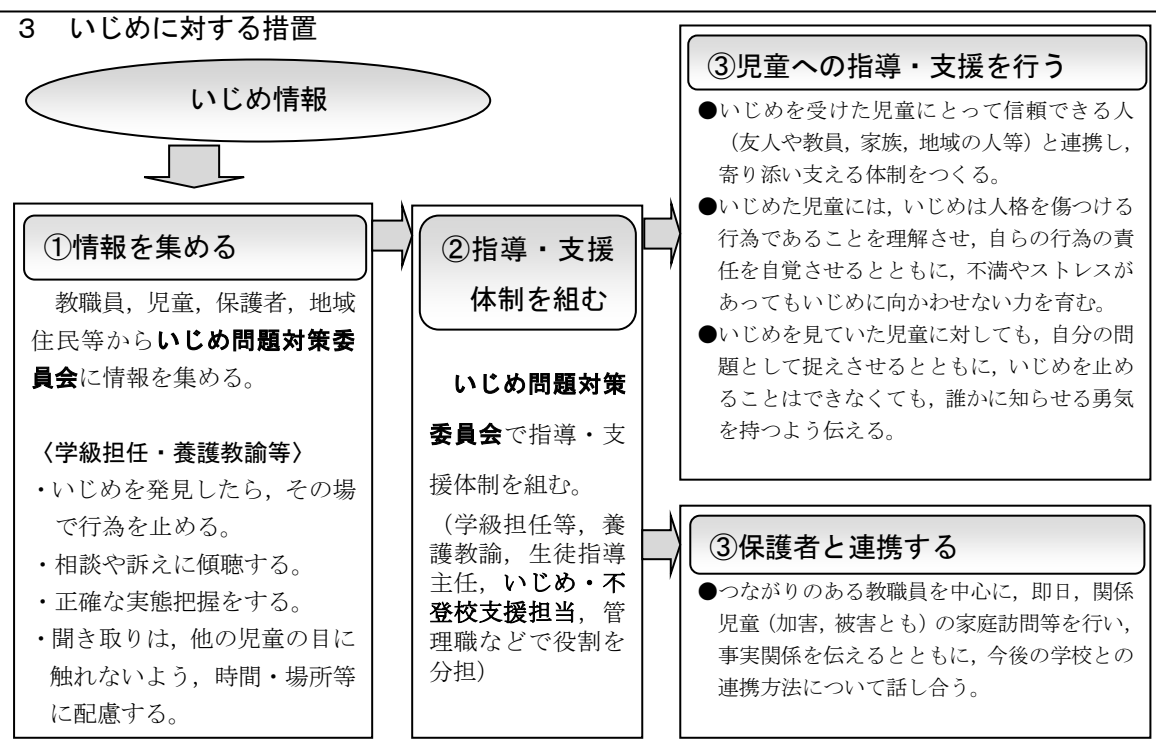 ３　いじめに対する措置
いじめ情報
①情報を集める
教職員，児童，保護者，地域
住民等からいじめ問題対策委
員会に情報を集める。
〈学級担任・養護教諭等〉
・いじめを発見したら，その場
で行為を止める。
・相談や訴えに傾聴する。
・正確な実態把握をする。
・聞き取りは，他の児童の目に
触れないよう，時間・場所等
に配慮する。
②指導・支援
体制を組む
いじめ問題対策
委員会で指導・支
援体制を組む。
（学級担任等，養
護教諭，生徒指導
主任，いじめ・不
登校支援担当，管
理職などで役割を
分担）
③児童への指導・支援を行う
●いじめを受けた児童にとって信頼できる人
（友人や教員，家族，地域の人等）と連携し，
寄り添い支える体制をつくる。
●いじめた児童には，いじめは人格を傷つける
行為であることを理解させ，自らの行為の責
任を自覚させるとともに，不満やストレスが
あってもいじめに向かわせない力を育む。
●いじめを見ていた児童に対しても，自分の問
題として捉えさせるとともに，いじめを止め
ることはできなくても，誰かに知らせる勇気
を持つよう伝える。
③保護者と連携する
●つながりのある教職員を中心に，即日，関係
児童（加害，被害とも）の家庭訪問等を行い，
事実関係を伝えるとともに，今後の学校との
連携方法について話し合う。